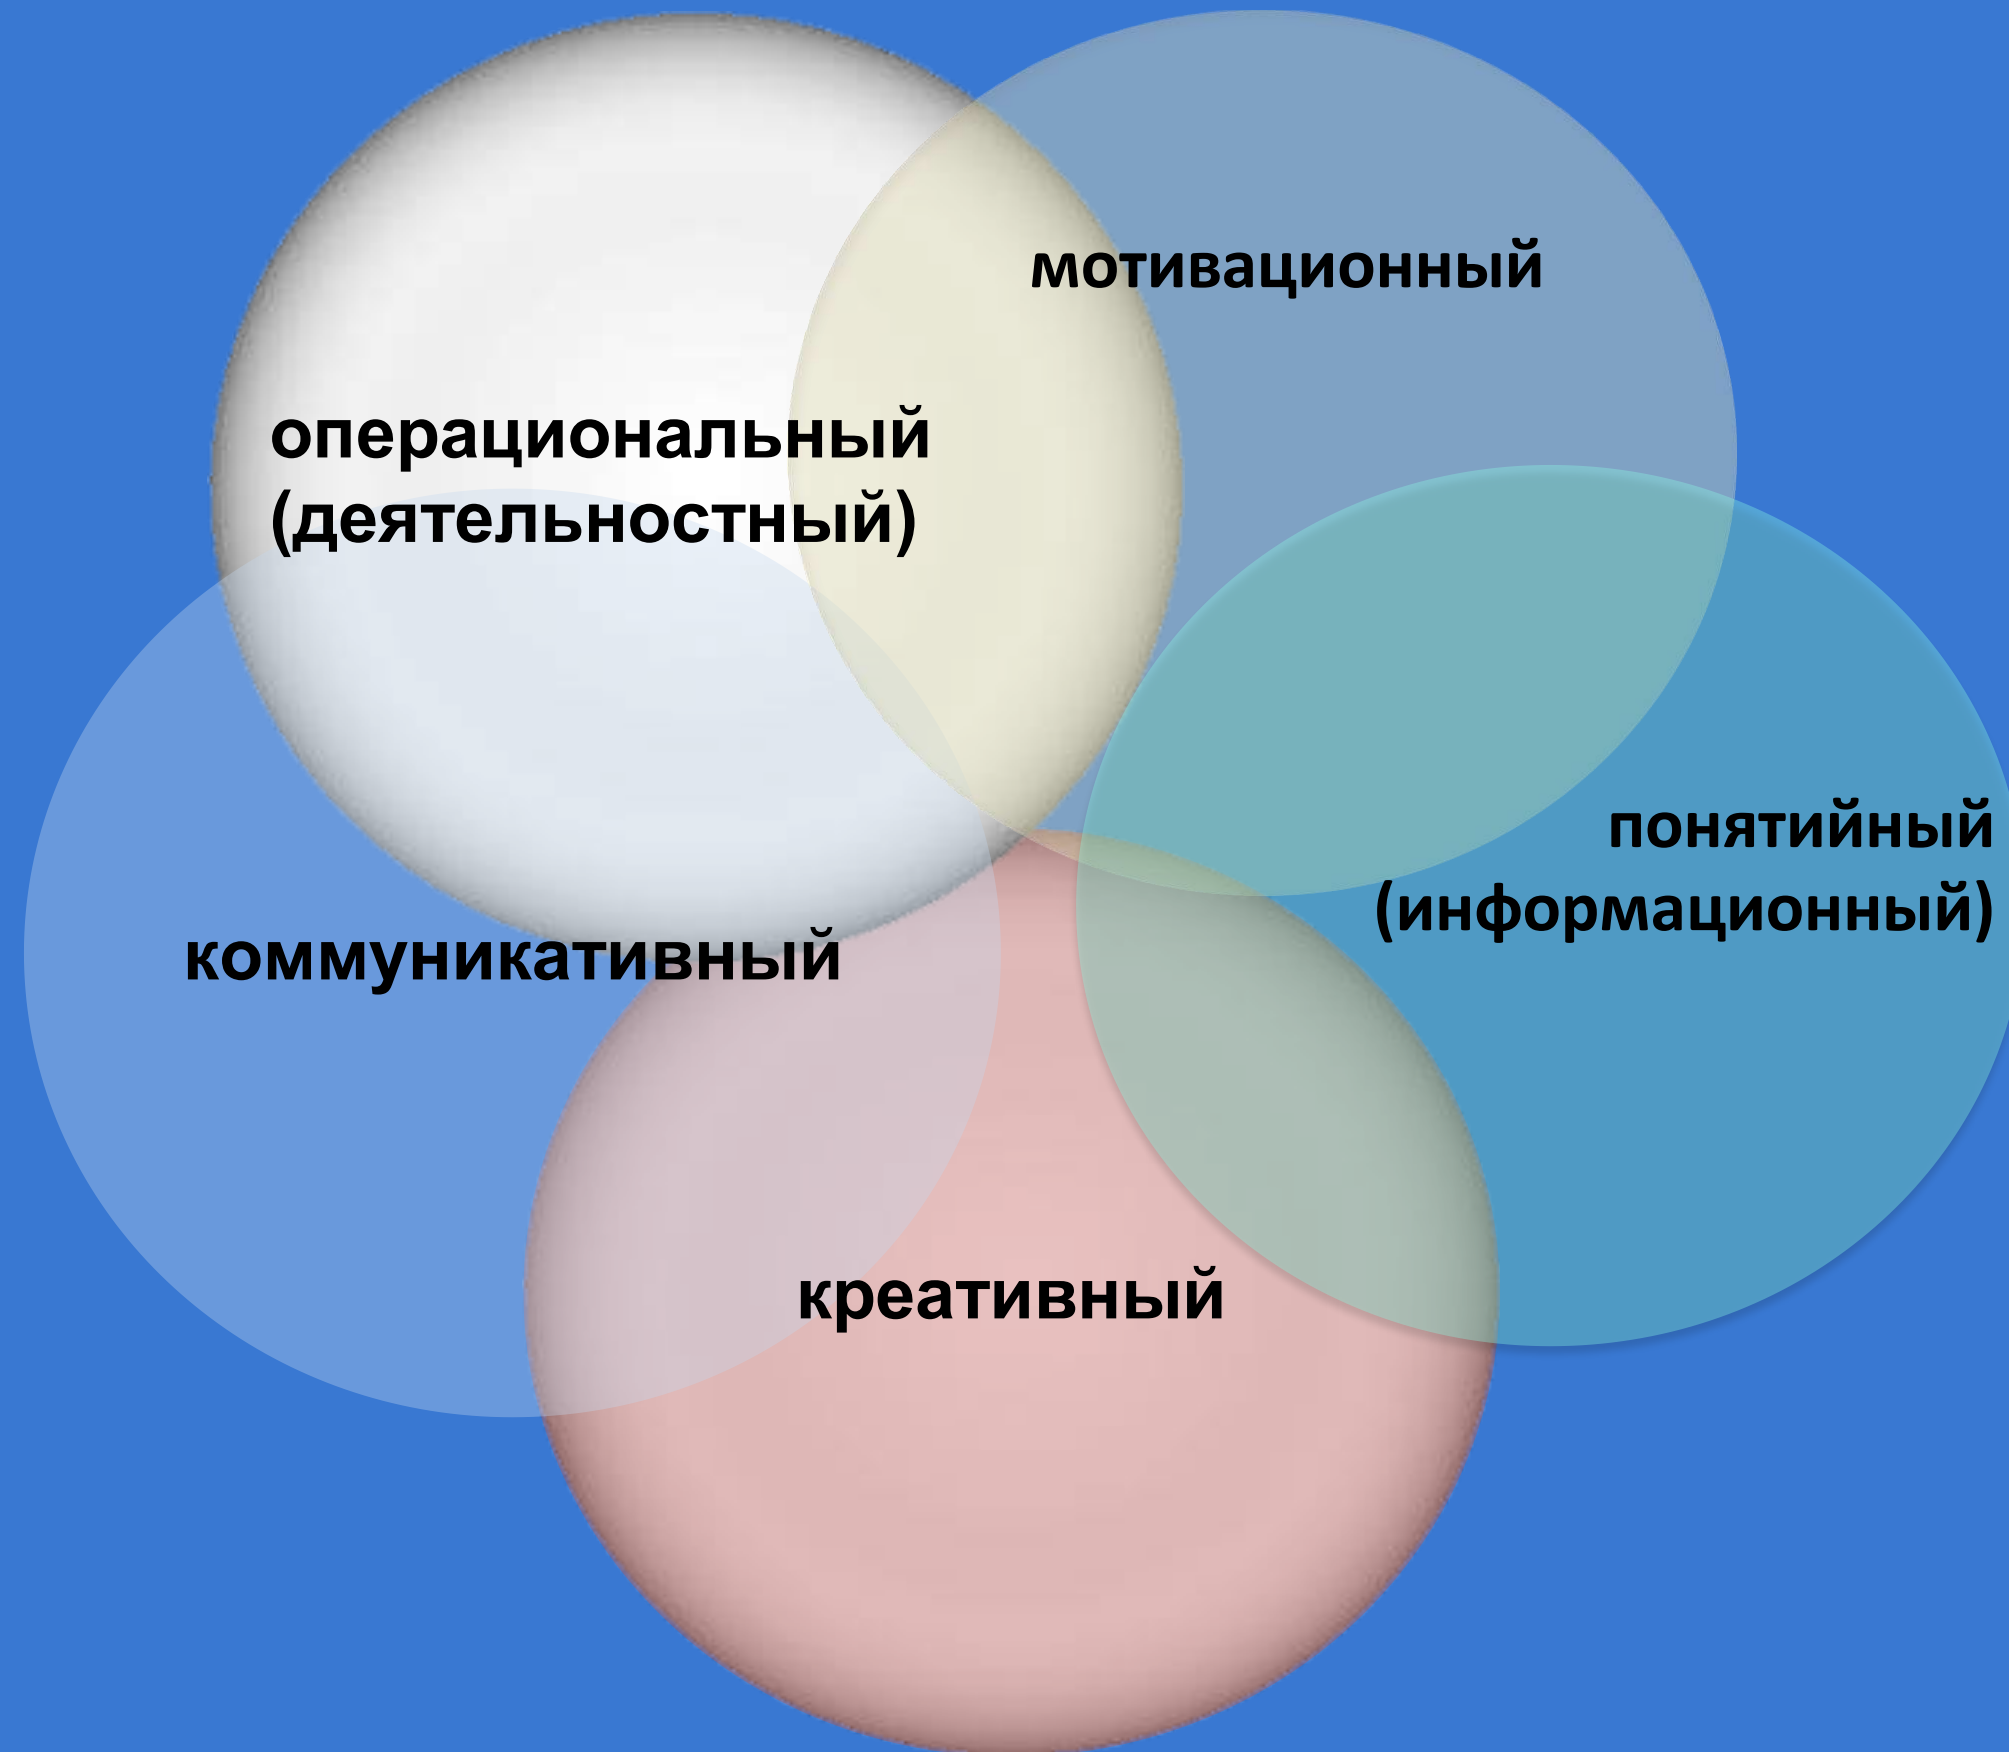 мотивационный
операциональный
(деятельностный)
понятийный
(информационный)
коммуникативный
креативный